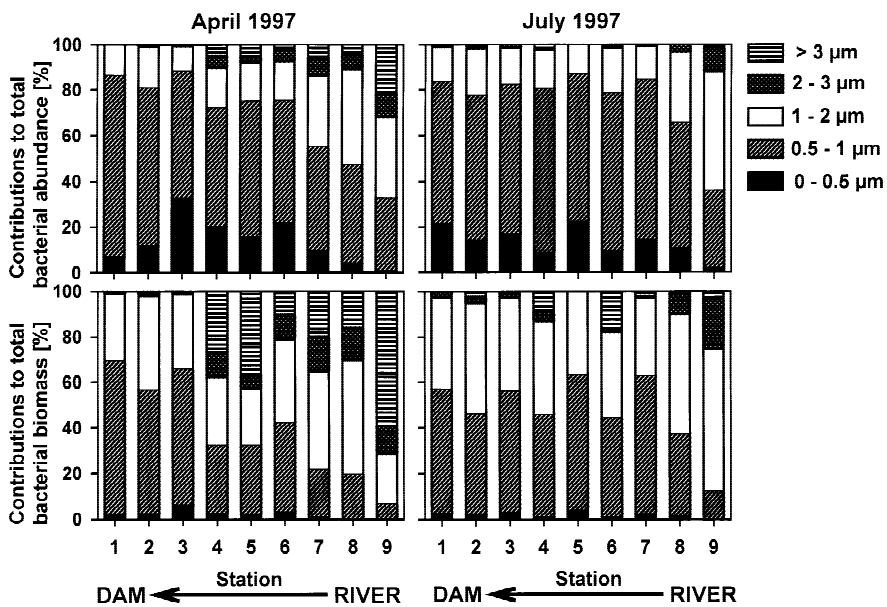 April 1997
July 1997
Contributions to total
bacterial abundance [%]
100
80
60
40
20
0
> 3 µm
2 - 3 µm
1 - 2 µm
0.5 - 1 µm
0 - 0.5 µm
Contributions to total
bacterial biomass [%]
100
80
60
40
20
0
1 2 3 4 5 6 7 8 9
1 2 3 4 5 6 7 8 9
Station
DAM RIVER
Station
DAM RIVER